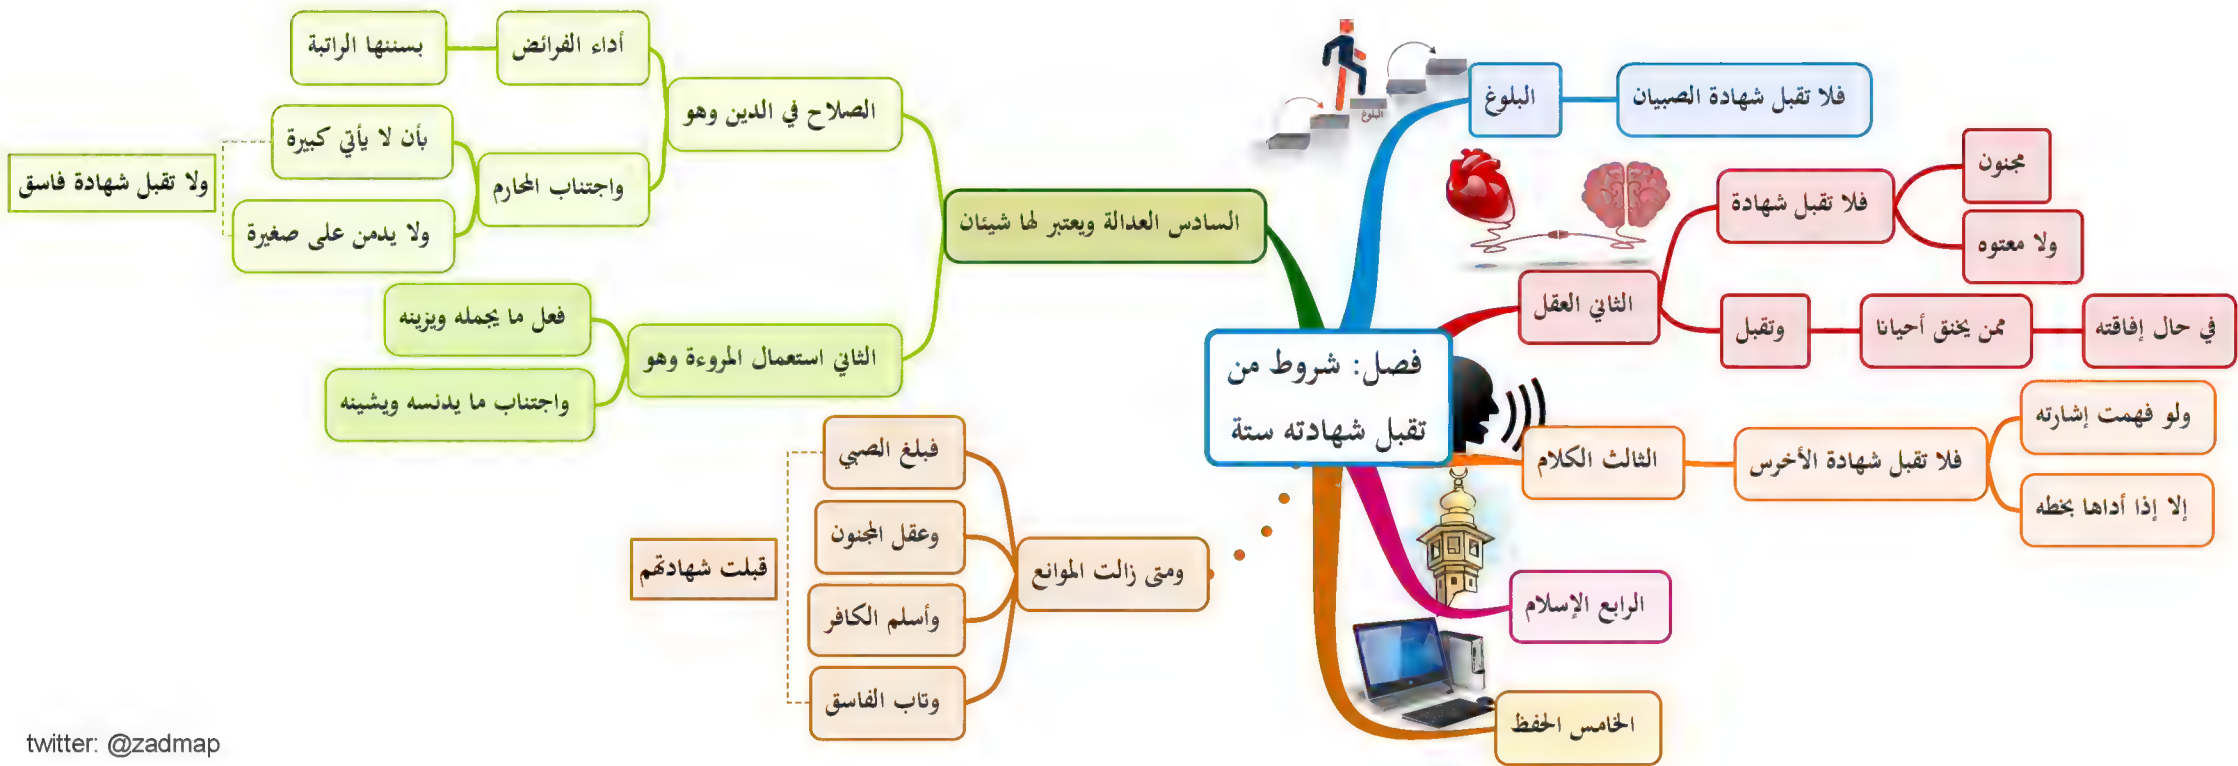 فصل: شروط من
تقبل شهادته ستة
البلوغ
فلا تقبل شهادة الصبيان
البلوغ
الثاني العقل
فلا تقبل شهادة
مجنون
ولا معتوه
وتقبل
ممن يخنق أحيانا
في حال إفاقته
الثالث الكلام
فلا تقبل شهادة الأخرس
ولو فهمت إشارته
إلا إذا أداها بخطه
الرابع الإسلام
الخامس الحفظ
السادس العدالة ويعتبر لها شيئان
الصلاح في الدين وهو
أداء الفرائض
بسننها الراتبة
واجتناب المحارم
بأن لا يأتي كبيرة
ولا يدمن على صغيرة
ولا تقبل شهادة فاسق
الثاني استعمال المروءة وهو
فعل ما يجمله ويزينه
واجتناب ما يدنسه ويشينه
ومتى زالت الموانع
فبلغ الصبي
وعقل المجنون
وأسلم الكافر
وتاب الفاسق
قبلت شهادتهم
twitter: @zadmap